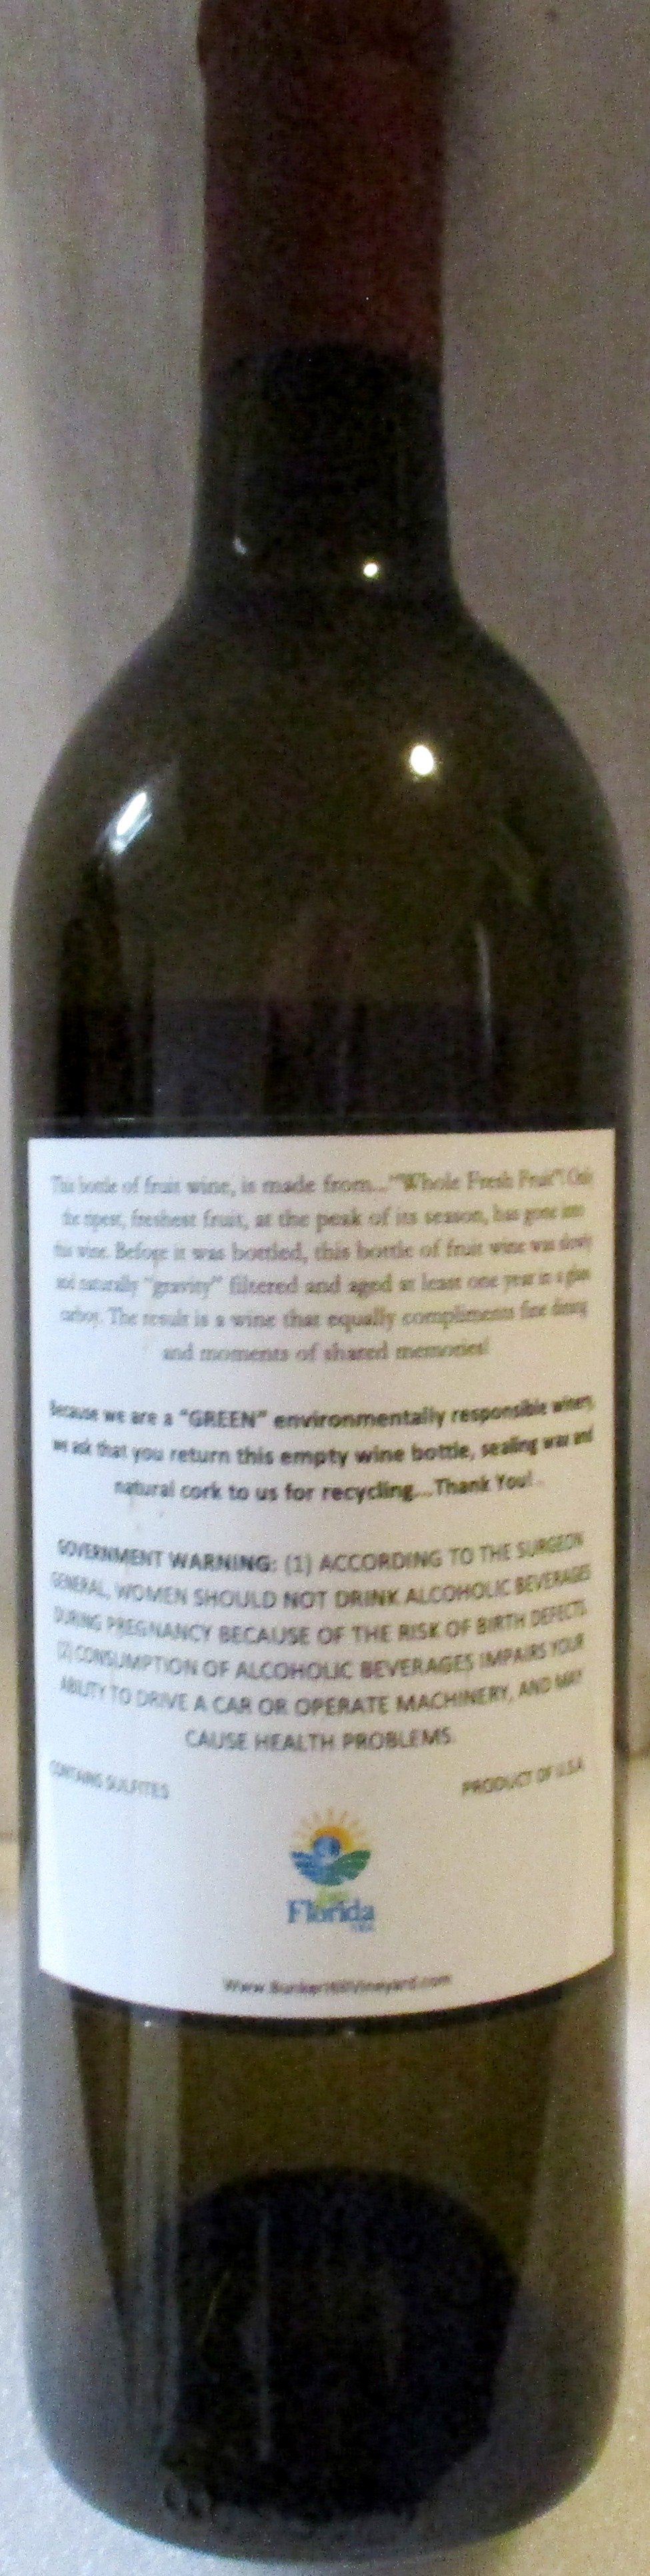 This bottle of fruit wine, is made from..."Whole Fresh Fruit"! Only
the ripest, freshest fruit, at the peak of its season, has gone into
this wine. Before it was bottled, this bottle of fruit wine was slowly
and naturally "gravity" filtered and aged at least one year in a glass
carboy. The result is a wine that equally compliments fine dining
and moments of shared memories!
Because we are a "GREEN" environmentally responsible winery,
we ask that you return this empty wine bottle, sealing wax and
natural cork to us for recycling...Thank You!
GOVERNMENT WARNING: (1) ACCORDING TO THE SURGEON
GENERAL, WOMEN SHOULD NOT DRINK ALCOHOLIC BEVERAGES
DURING PREGNANCY BECAUSE OF THE RISK OF BIRTH DEFECTS.
(2) CONSUMPTION OF ALCOHOLIC BEVERAGES IMPAIRS YOUR
ABILITY TO DRIVE A CAR OR OPERATE MACHINERY, AND MAY
CAUSE HEALTH PROBLEMS.
CONTAINS SULFITES PRODUCT OF U.S.A
Florida
Www.BunkerHillVineyard.com